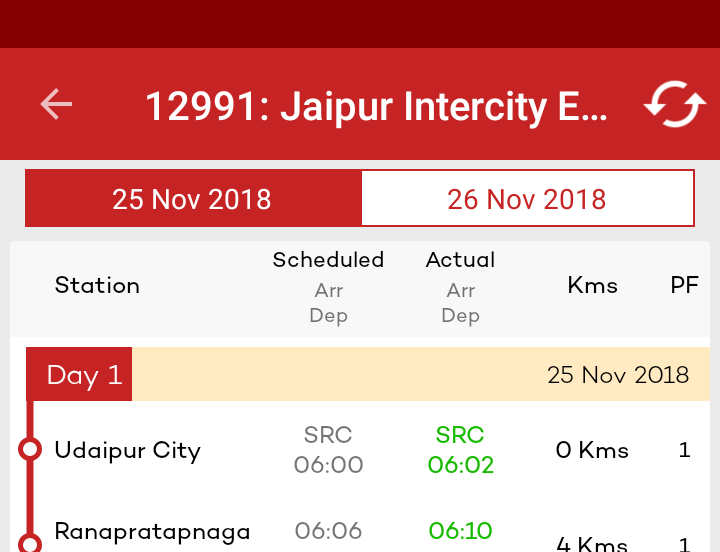 12991: Jaipur Intercity E...
25 Nov 2018 26 Nov 2018
Station Scheduled Arr Dep Actual Arr Dep Kms PF
Day 1 25 Nov 2018
Udaipur City SRC 06:00 SRC 06:02 0 Kms 1
Ranapratapnaga 06:06 06:10 4 Kms 1